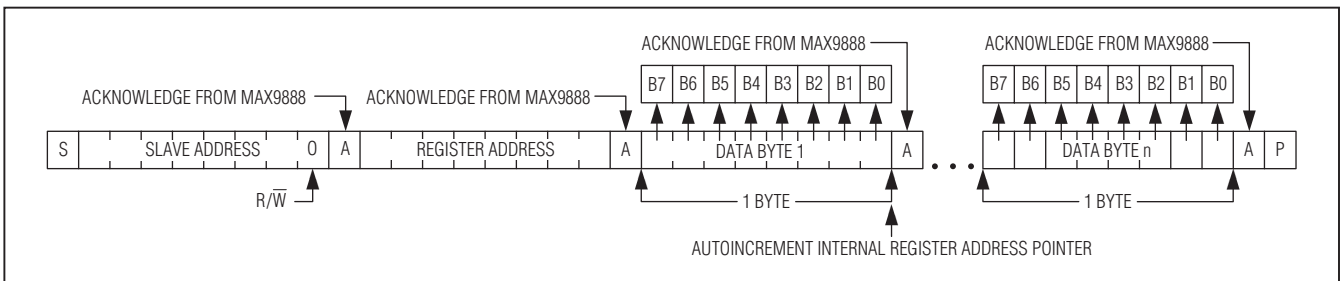 ACKNOWLEDGE FROM MAX9888 ACKNOWLEDGE FROM MAX9888
B7 B6 B5 B4 B3 B2 B1 B0 B7 B6 B5 B4 B3 B2 B1 B0
ACKNOWLEDGE FROM MAX9888 ACKNOWLEDGE FROM MAX9888
S SLAVE ADDRESS 0 A REGISTER ADDRESS A DATA BYTE 1 A DATA BYTE n A P
R/W̅ 1 BYTE 1 BYTE
AUTOINCREMENT INTERNAL REGISTER ADDRESS POINTER